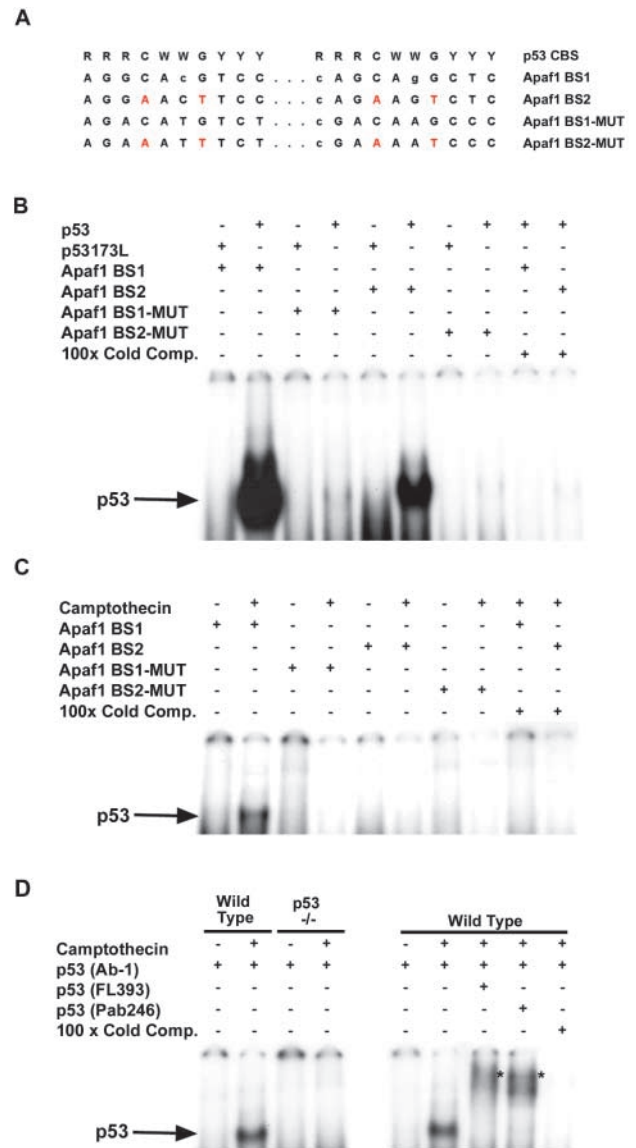 A
R R R C W W G Y Y Y R R R C W W G Y Y Y p53 CBS
A G G C A c G T C C . . . c A G C A g G C T C Apaf1 BS1
A G G A A C T T C C . . . c A G A A G T C T C Apaf1 BS2
A G A C A T G T C T . . . c G A C A A G C C C Apaf1 BS1-MUT
A G A A A T T T C T . . . c G A A A A T C C C Apaf1 BS2-MUT
B
p53 - + - + - + - + + +
p53173L + - + - + - + - - -
Apaf1 BS1 + + - - - - - - + -
Apaf1 BS2 - - - - + + - - - +
Apaf1 BS1-MUT - - + + - - - - - -
Apaf1 BS2-MUT - - - - - - + + - -
100x Cold Comp. - - - - - - - - + +
p53
C
Camptothecin - + - + - + - + + +
Apaf1 BS1 + + - - - - - - + -
Apaf1 BS2 - - - - + + - - - +
Apaf1 BS1-MUT - - + + - - - - - -
Apaf1 BS2-MUT - - - - - - + + - -
100x Cold Comp. - - - - - - - - + +
p53
D
Wild Type p53 -/- Wild Type
Camptothecin - + - + - + + + +
p53 (Ab-1) + + + + + + + + +
p53 (FL393) - - - - - - + - -
p53 (Pab246) - - - - - - - + -
100 x Cold Comp. - - - - - - - - +
* *
p53